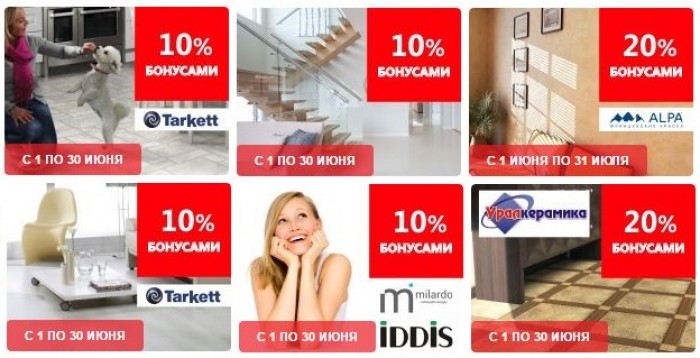 10%
БОНУСАМИ
Tarkett
С 1 ПО 30 ИЮНЯ
10%
БОНУСАМИ
С 1 ПО 30 ИЮНЯ
20%
БОНУСАМИ
ALPA
ФРАНЦУЗСКИЕ КРАСКИ
С 1 ИЮНЯ ПО 31 ИЮЛЯ
10%
БОНУСАМИ
Tarkett
С 1 ПО 30 ИЮНЯ
10%
БОНУСАМИ
milardo
IDDIS
С 1 ПО 30 ИЮНЯ
Уралкерамика
20%
БОНУСАМИ
С 1 ПО 30 ИЮНЯ